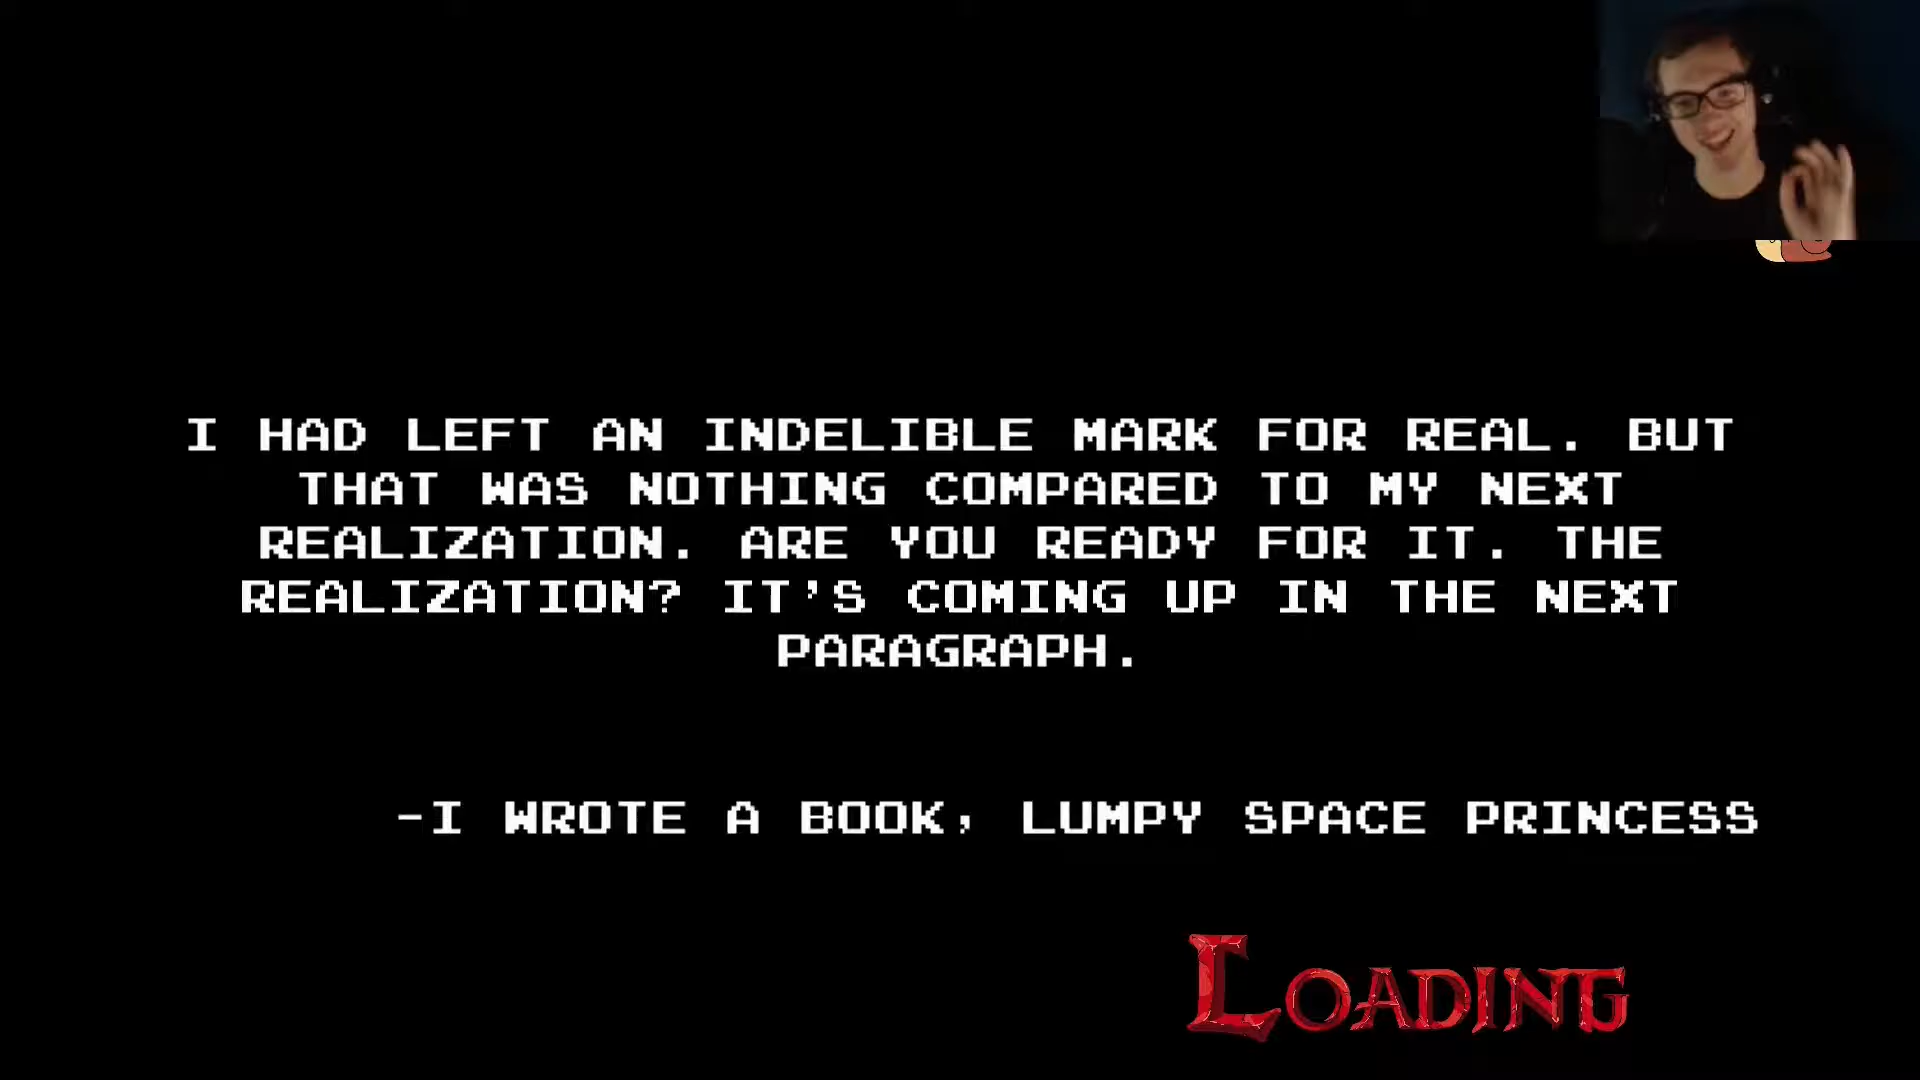 I HAD LEFT AN INDELIBLE MARK FOR REAL. BUT
THAT WAS NOTHING COMPARED TO MY NEXT
REALIZATION. ARE YOU READY FOR IT. THE
REALIZATION? IT'S COMING UP IN THE NEXT
PARAGRAPH.
-I WROTE A BOOK, LUMPY SPACE PRINCESS
LOADING